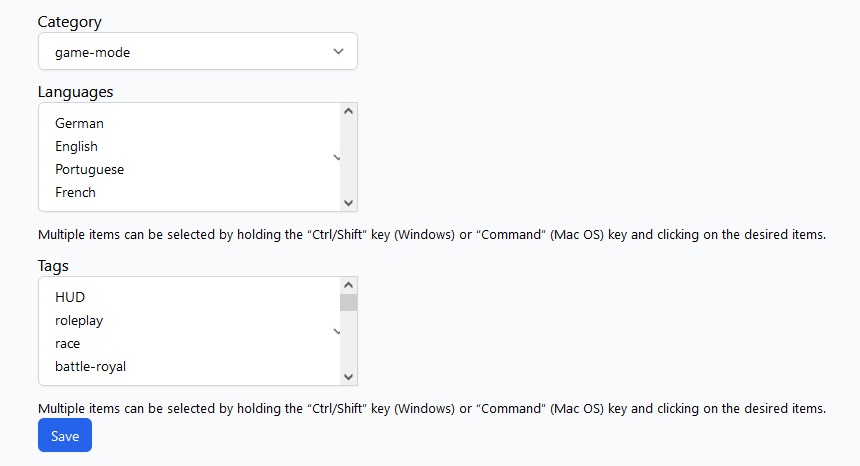 Category
game-mode
Languages
German
English
Portuguese
French
Multiple items can be selected by holding the “Ctrl/Shift” key (Windows) or “Command” (Mac OS) key and clicking on the desired items.
Tags
HUD
roleplay
race
battle-royal
Multiple items can be selected by holding the “Ctrl/Shift” key (Windows) or “Command” (Mac OS) key and clicking on the desired items.
Save